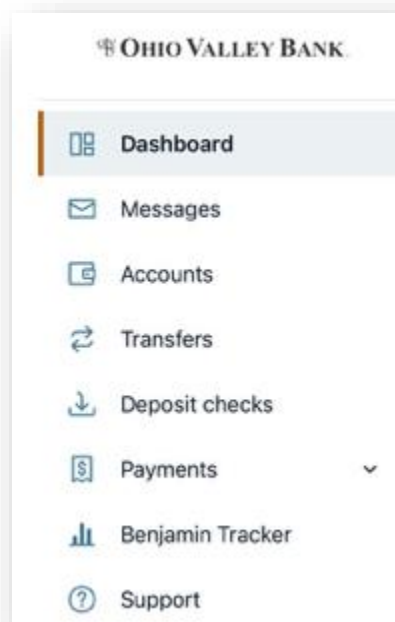 OHIO VALLEY BANK
Dashboard
Messages
Accounts
Transfers
Deposit checks
Payments
Benjamin Tracker
Support